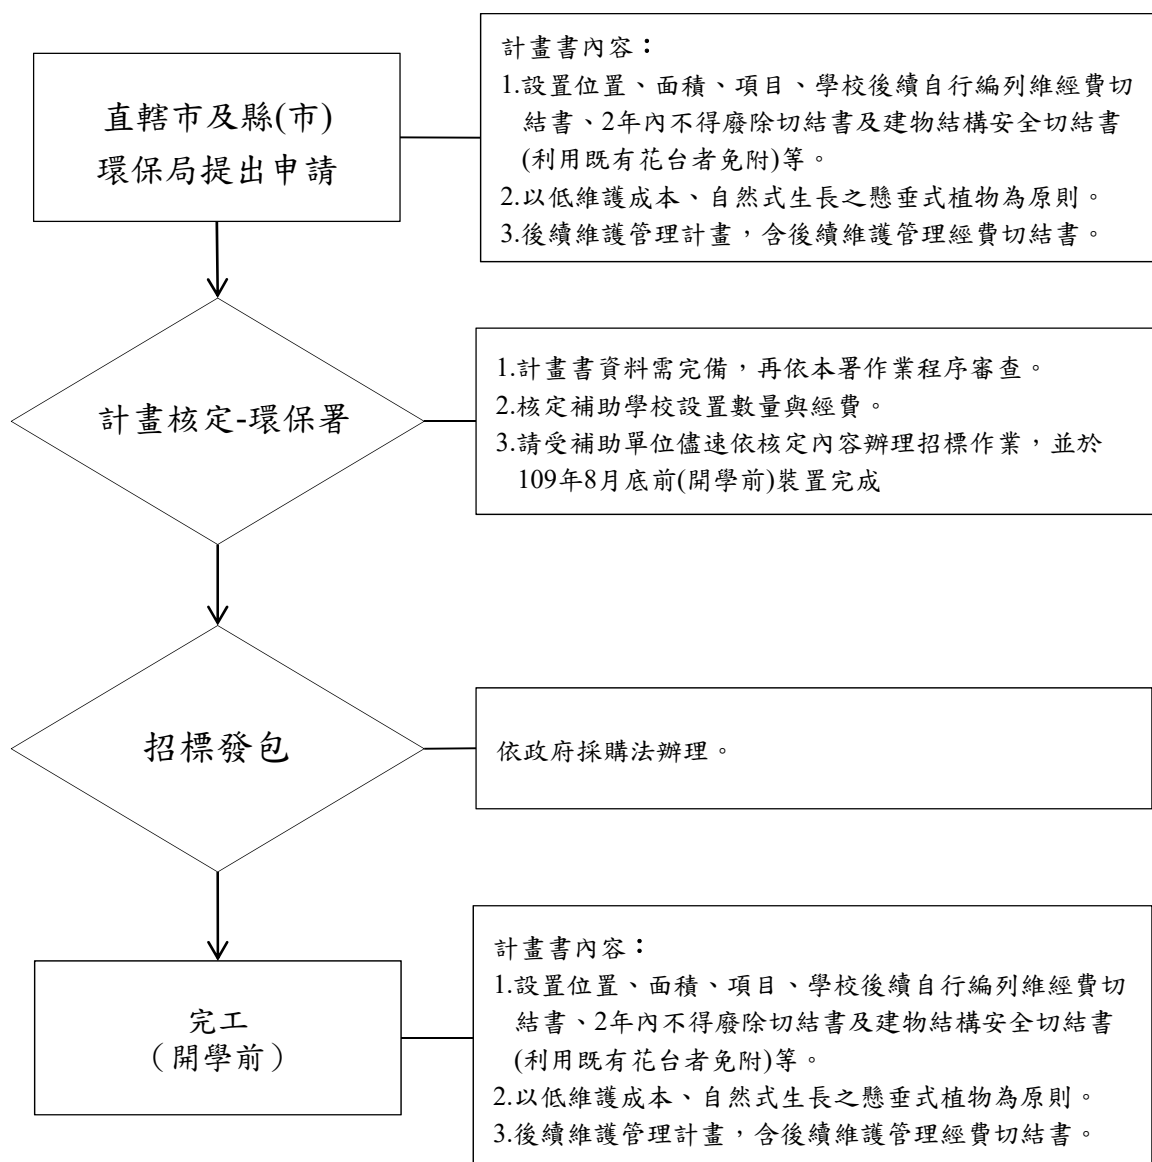 直轄市及縣(市)
環保局提出申請
計畫書內容：
1.設置位置、面積、項目、學校後續自行編列維經費切
結書、2年內不得廢除切結書及建物結構安全切結書
(利用既有花台者免附)等。
2.以低維護成本、自然式生長之懸垂式植物為原則。
3.後續維護管理計畫，含後續維護管理經費切結書。
計畫核定-環保署
1.計畫書資料需完備，再依本署作業程序審查。
2.核定補助學校設置數量與經費。
3.請受補助單位儘速依核定內容辦理招標作業，並於
109年8月底前(開學前)裝置完成
招標發包
依政府採購法辦理。
完工
（開學前）
計畫書內容：
1.設置位置、面積、項目、學校後續自行編列維經費切
結書、2年內不得廢除切結書及建物結構安全切結書
(利用既有花台者免附)等。
2.以低維護成本、自然式生長之懸垂式植物為原則。
3.後續維護管理計畫，含後續維護管理經費切結書。